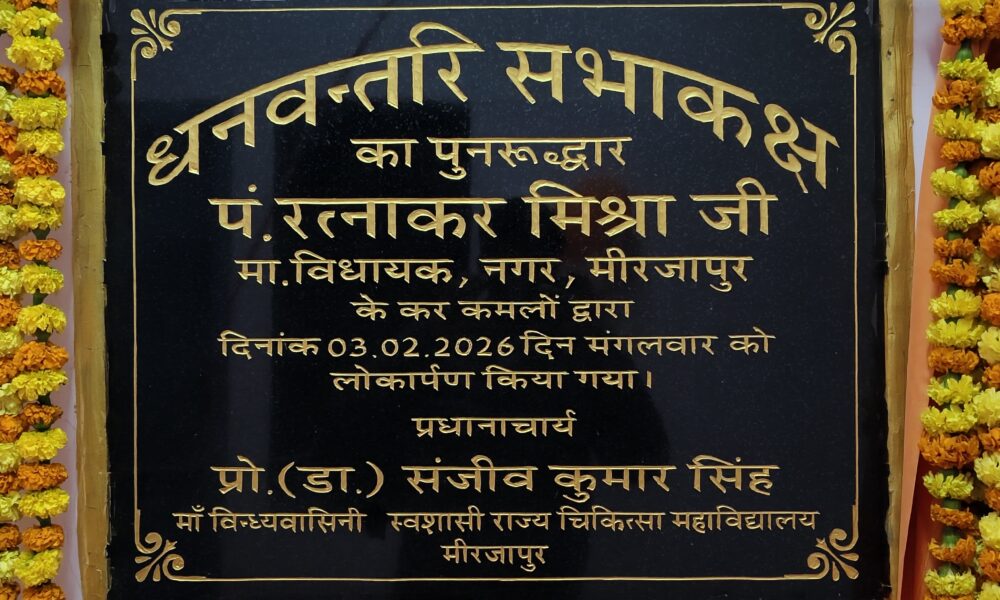 धनवन्तरि सभाकक्ष
का पुनरूद्धार
पं. रत्नाकर मिश्रा जी
मा. विधायक, नगर, मीरजापुर
के कर कमलों द्वारा
दिनांक 03.02.2026 दिन मंगलवार को
लोकार्पण किया गया।
प्रधानाचार्य
प्रो. (डा.) संजीव कुमार सिंह
माँ विन्ध्यवासिनी स्वशासी राज्य चिकित्सा महाविद्यालय
मीरजापुर